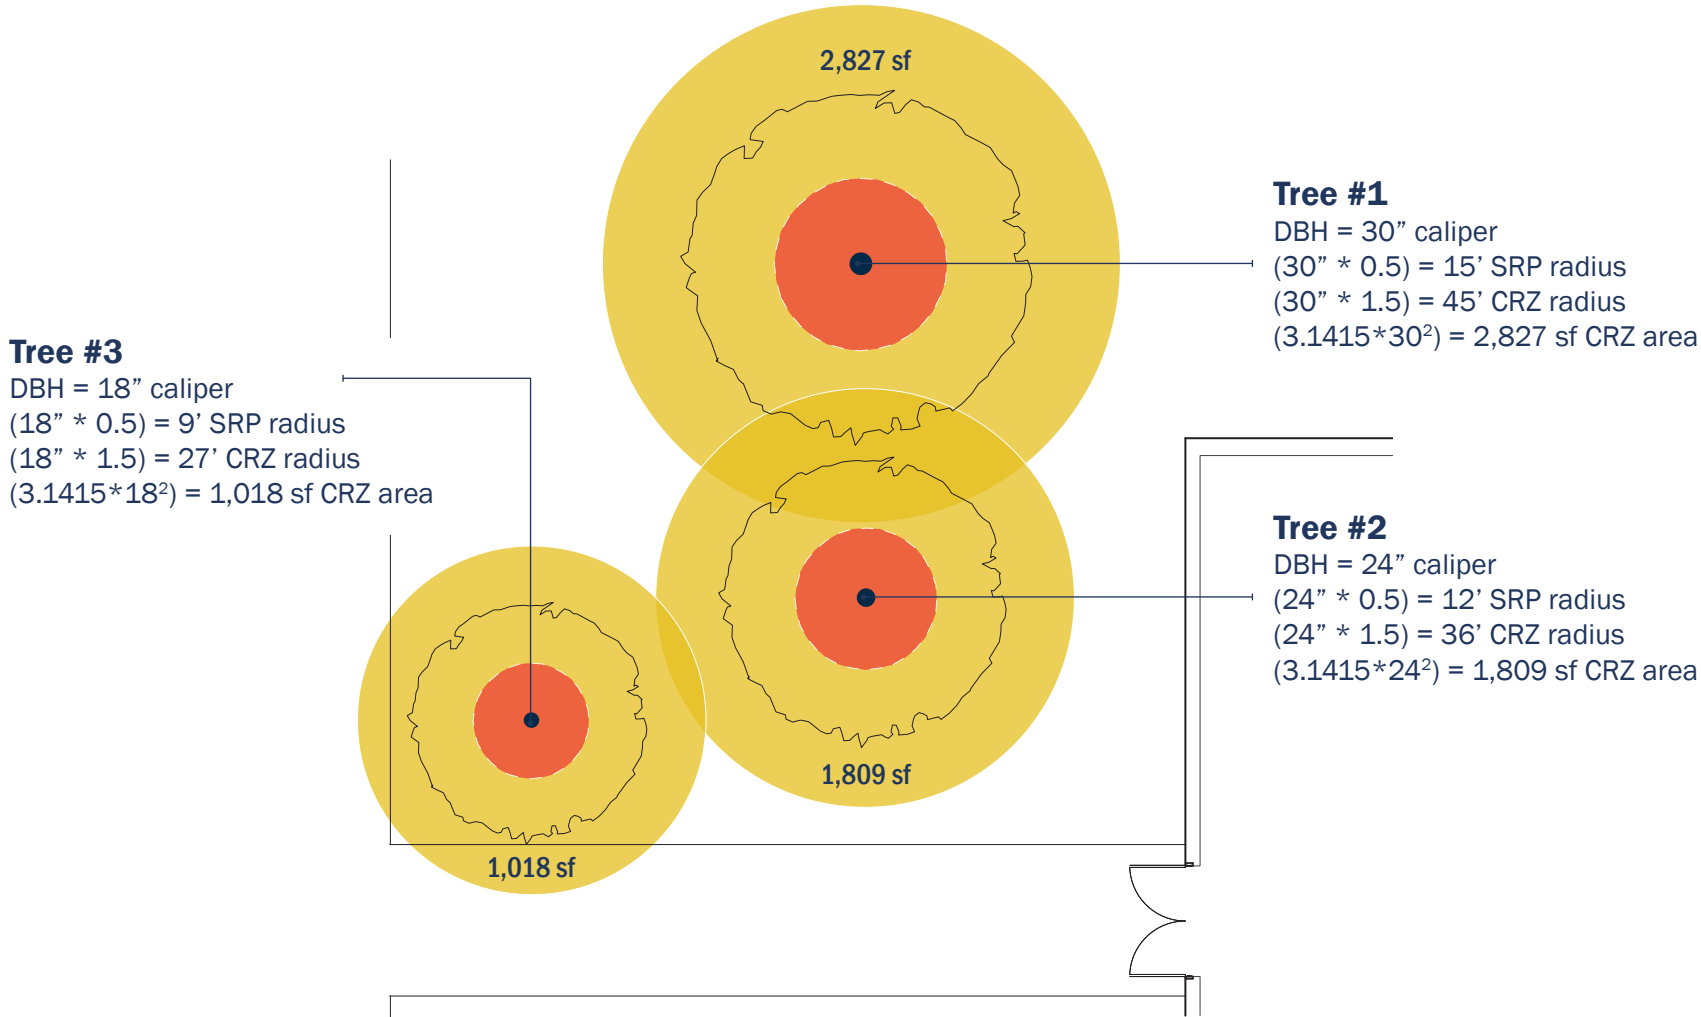 2,827 sf
Tree #1
DBH = 30” caliper
(30” * 0.5) = 15’ SRP radius
(30” * 1.5) = 45’ CRZ radius
(3.1415*30²) = 2,827 sf CRZ area
Tree #3
DBH = 18” caliper
(18” * 0.5) = 9’ SRP radius
(18” * 1.5) = 27’ CRZ radius
(3.1415*18²) = 1,018 sf CRZ area
Tree #2
DBH = 24” caliper
(24” * 0.5) = 12’ SRP radius
(24” * 1.5) = 36’ CRZ radius
(3.1415*24²) = 1,809 sf CRZ area
1,809 sf
1,018 sf